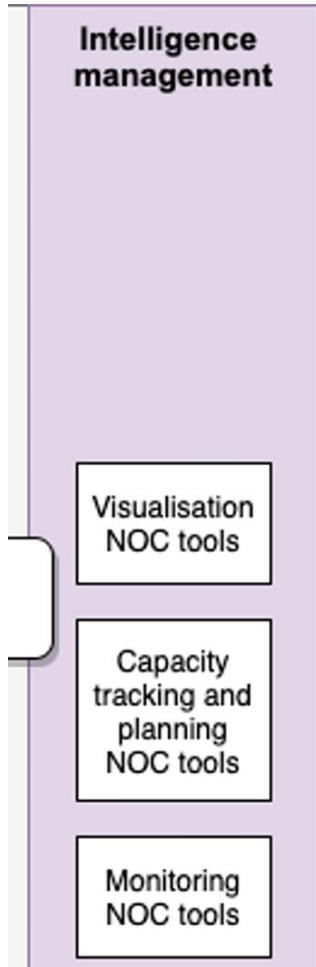 Intelligence
management
Visualisation
NOC tools
Capacity
tracking and
planning
NOC tools
Monitoring
NOC tools